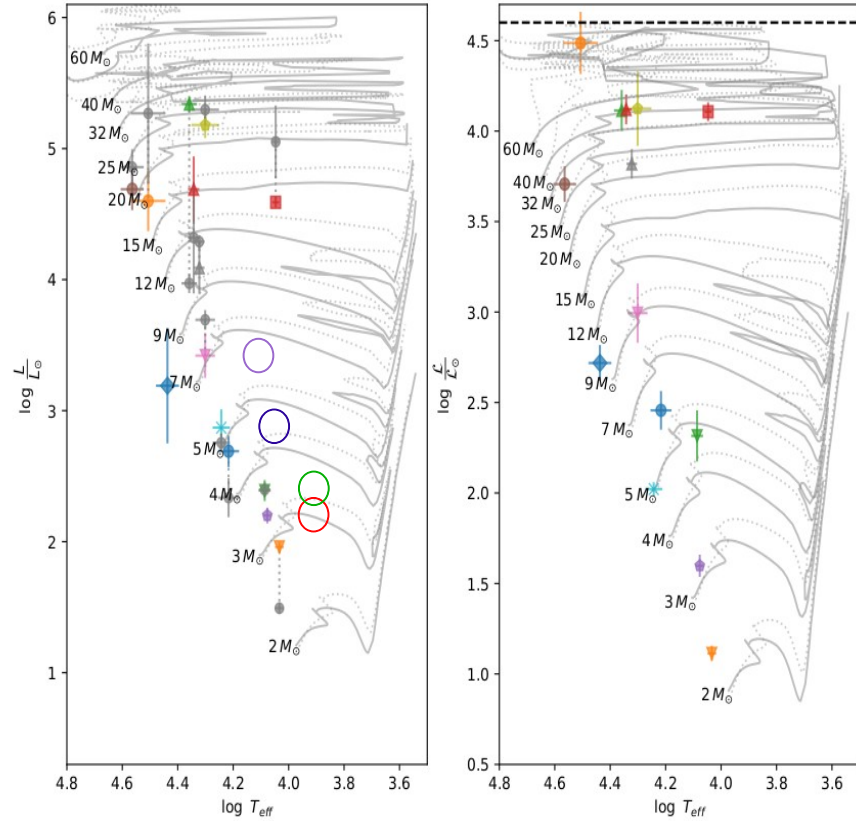 6
5
4
3
2
1
60 M⊙
40 M⊙
32 M⊙
25 M⊙
20 M⊙
15 M⊙
12 M⊙
9 M⊙
7 M⊙
5 M⊙
4 M⊙
3 M⊙
2 M⊙
log L/L⊙
4.8 4.6 4.4 4.2 4.0 3.8 3.6
log Teff
4.5
4.0
3.5
3.0
2.5
2.0
1.5
1.0
0.5
60 M⊙
40 M⊙
32 M⊙
25 M⊙
20 M⊙
15 M⊙
12 M⊙
9 M⊙
7 M⊙
5 M⊙
4 M⊙
3 M⊙
2 M⊙
log ℒ/ℒ⊙
4.8 4.6 4.4 4.2 4.0 3.8 3.6
log Teff